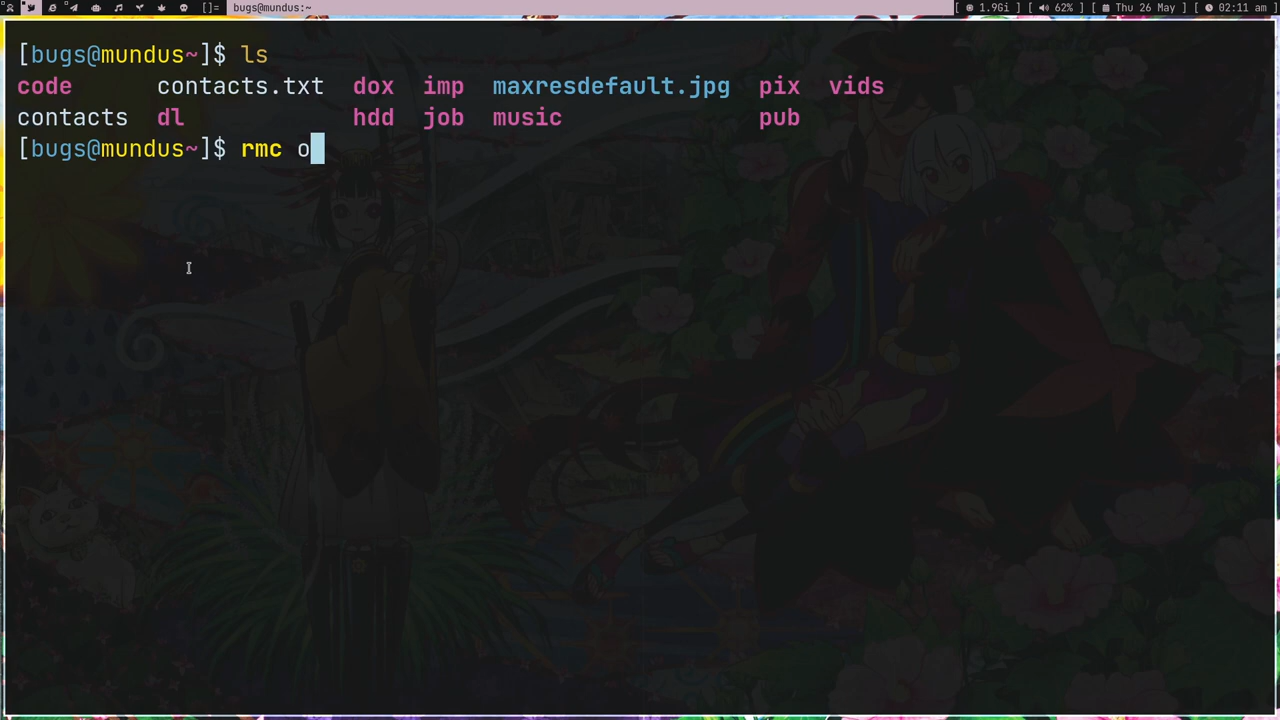 []= bugs@mundus:~ [ 1.96i ] [ 62% ] [ Thu 26 May ] [ 02:11 am ]
[bugs@mundus~]$ ls
code contacts.txt dox imp maxresdefault.jpg pix vids
contacts dl hdd job music pub
[bugs@mundus~]$ rmc o